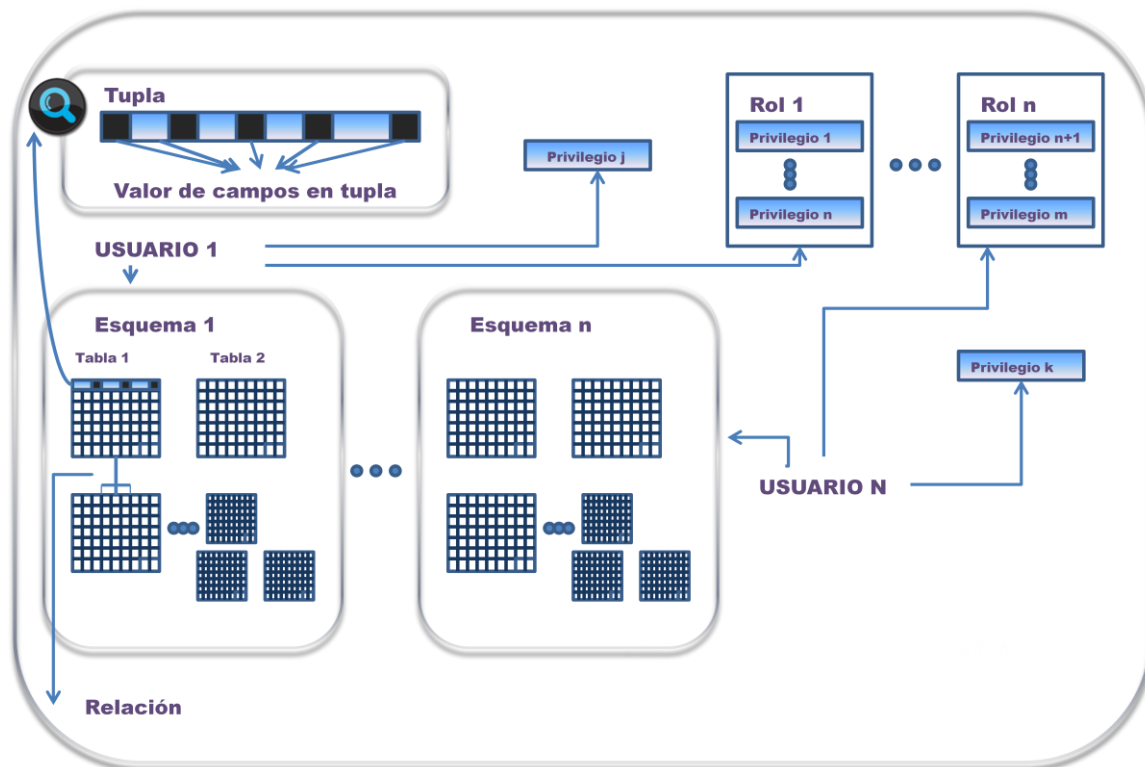 Tupla
Valor de campos en tupla
Privilegio j
Rol 1
Privilegio 1
Privilegio n
Rol n
Privilegio n+1
Privilegio m
USUARIO 1
Esquema 1
Tabla 1
Tabla 2
Esquema n
Privilegio k
USUARIO N
Relación